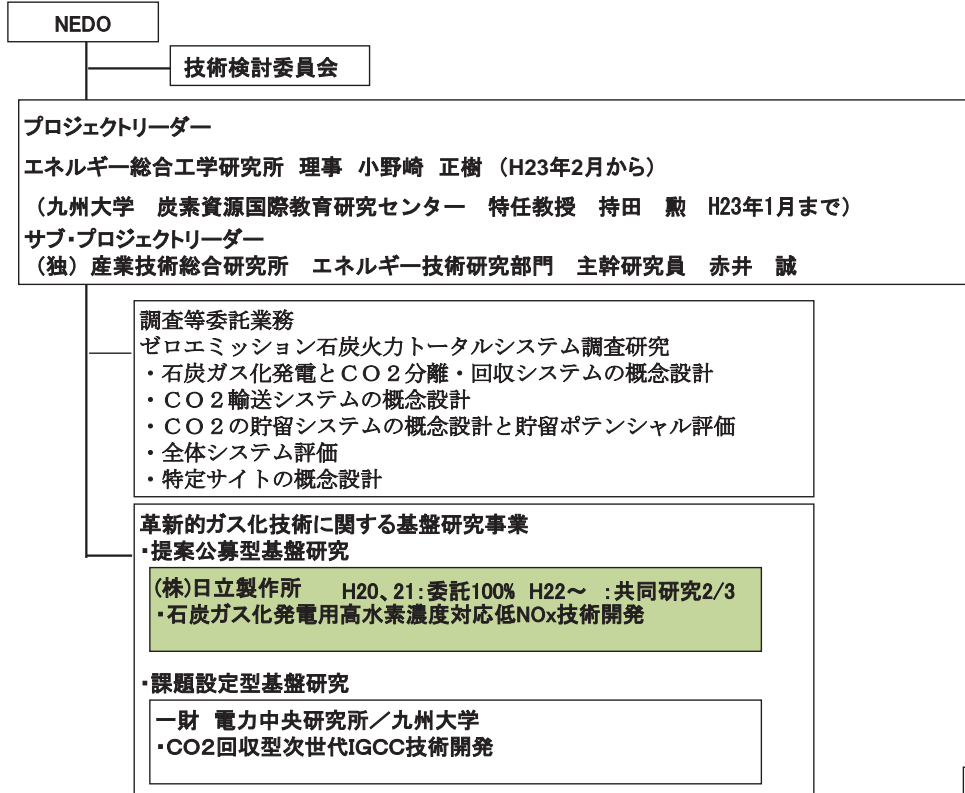 NEDO
技術検討委員会
プロジェクトリーダー
エネルギー総合工学研究所 理事 小野崎 正樹 (H23年2月から)
(九州大学 炭素資源国際教育研究センター 特任教授 持田 勲 H23年1月まで)
サブ・プロジェクトリーダー
(独)産業技術総合研究所 エネルギー技術研究部門 主幹研究員 赤井 誠
調査等委託業務
ゼロエミッション石炭火力トータルシステム調査研究
・石炭ガス化発電とCO2分離・回収システムの概念設計
・CO2輸送システムの概念設計
・CO2の貯留システムの概念設計と貯留ポテンシャル評価
・全体システム評価
・特定サイトの概念設計
革新的ガス化技術に関する基盤研究事業
・提案公募型基盤研究
(株)日立製作所 H20、21:委託100% H22~ :共同研究2/3
・石炭ガス化発電用高水素濃度対応低NOx技術開発
・課題設定型基盤研究
一財 電力中央研究所/九州大学
・CO2回収型次世代IGCC技術開発